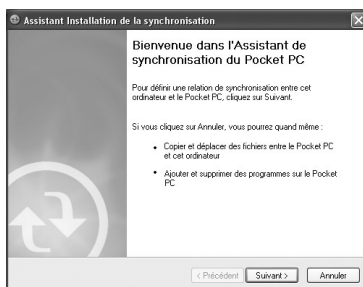 Assistant Installation de la synchronisation
Bienvenue dans l'Assistant de
synchronisation du Pocket PC
Pour définir une relation de synchronisation entre cet
ordinateur et le Pocket PC, cliquez sur Suivant.
Si vous cliquez sur Annuler, vous pourrez quand même :
• Copier et déplacer des fichiers entre le Pocket PC
et cet ordinateur
• Ajouter et supprimer des programmes sur le Pocket
PC
< Précédent Suivant > Annuler